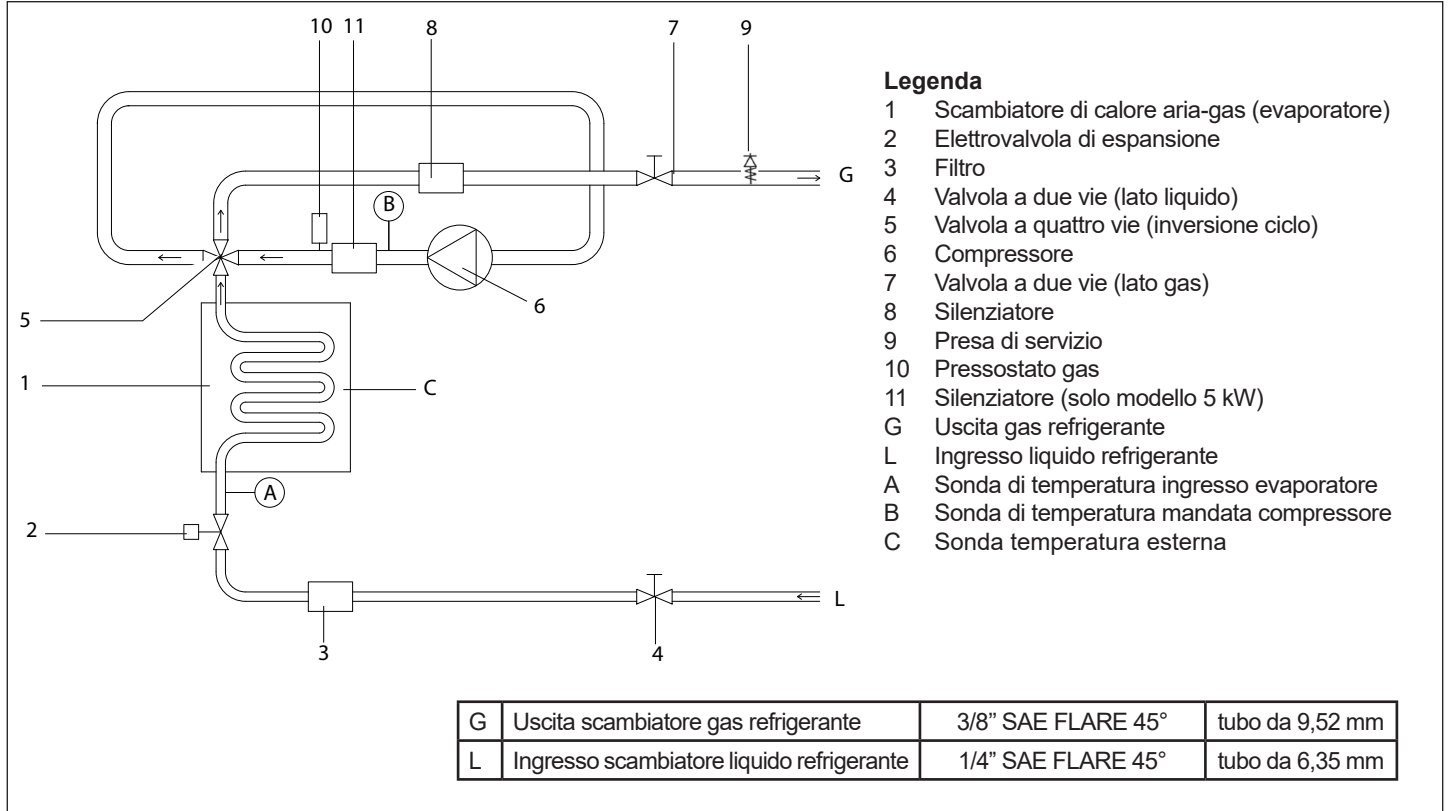 10 11 8 7 9
Legenda
1 Scambiatore di calore aria-gas (evaporatore)
2 Elettrovalvola di espansione
3 Filtro
4 Valvola a due vie (lato liquido)
5 Valvola a quattro vie (inversione ciclo)
6 Compressore
7 Valvola a due vie (lato gas)
8 Silenziatore
9 Presa di servizio
10 Pressostato gas
11 Silenziatore (solo modello 5 kW)
G Uscita gas refrigerante
L Ingresso liquido refrigerante
A Sonda di temperatura ingresso evaporatore
B Sonda di temperatura mandata compressore
C Sonda temperatura esterna
G
B
6
5
1
C
A
2
L
3 4
G Uscita scambiatore gas refrigerante 3/8” SAE FLARE 45° tubo da 9,52 mm
L Ingresso scambiatore liquido refrigerante 1/4” SAE FLARE 45° tubo da 6,35 mm